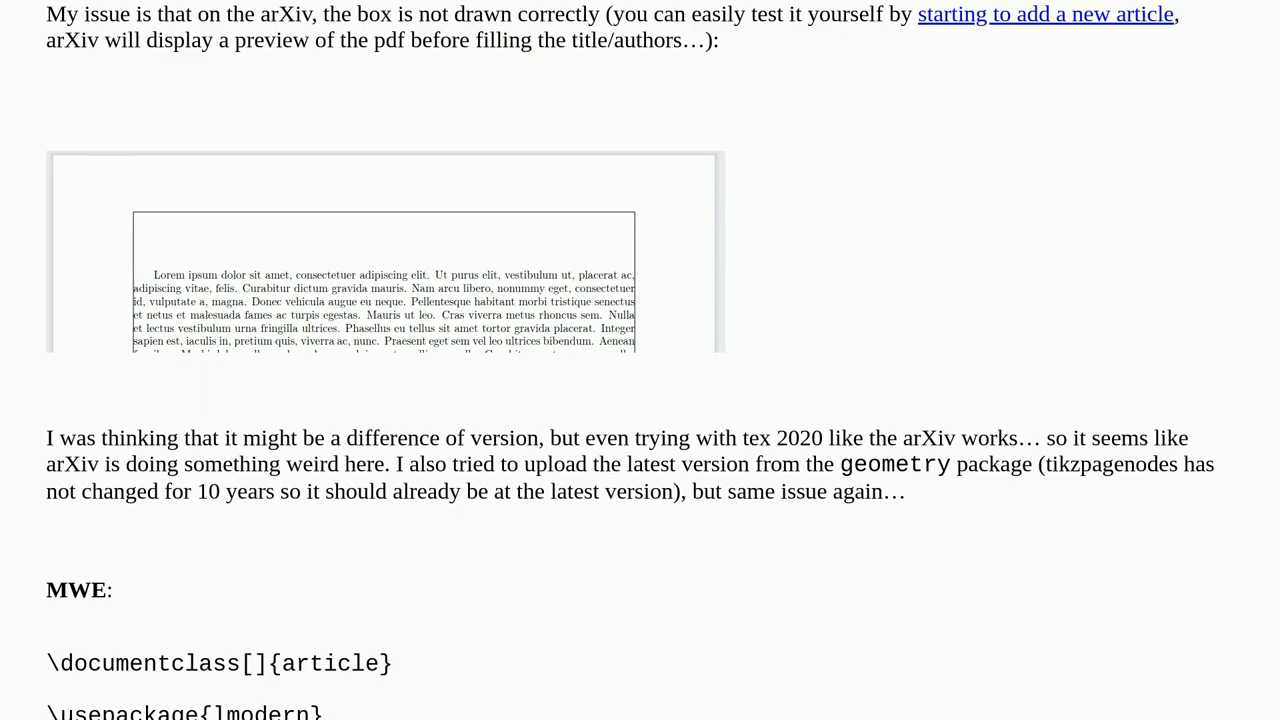 My issue is that on the arXiv, the box is not drawn correctly (you can easily test it yourself by starting to add a new article,
arXiv will display a preview of the pdf before filling the title/authors…):
Lorem ipsum dolor sit amet, consectetuer adipiscing elit. Ut purus elit, vestibulum ut, placerat ac,
adipiscing vitae, felis. Curabitur dictum gravida mauris. Nam arcu libero, nonummy eget, consectetuer
id, vulputate a, magna. Donec vehicula augue eu neque. Pellentesque habitant morbi tristique senectus
et netus et malesuada fames ac turpis egestas. Mauris ut leo. Cras viverra metus rhoncus sem. Nulla
et lectus vestibulum urna fringilla ultrices. Phasellus eu tellus sit amet tortor gravida placerat. Integer
sapien est, iaculis in, pretium quis, viverra ac, nunc. Praesent eget sem vel leo ultrices bibendum. Aenean
I was thinking that it might be a difference of version, but even trying with tex 2020 like the arXiv works… so it seems like
arXiv is doing something weird here. I also tried to upload the latest version from the geometry package (tikzpagenodes has
not changed for 10 years so it should already be at the latest version), but same issue again…
MWE:
\documentclass[]{article}
\usepackage{lmodern}